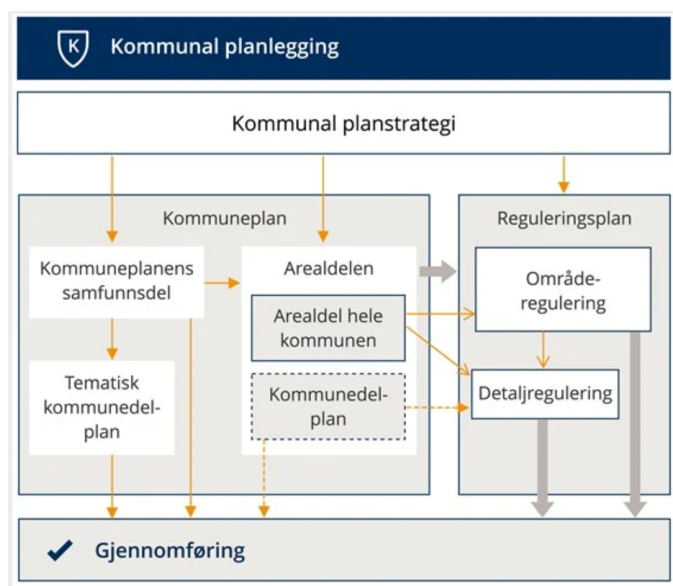 K
Kommunal planlegging
Kommunal planstrategi
Kommuneplan
Kommuneplanens
samfunnsdel
Tematisk
kommunedel-
plan
Arealdelen
Arealdel hele
kommunen
Kommunedel-
plan
Reguleringsplan
Område-
regulering
Detaljregulering
Gjennomføring